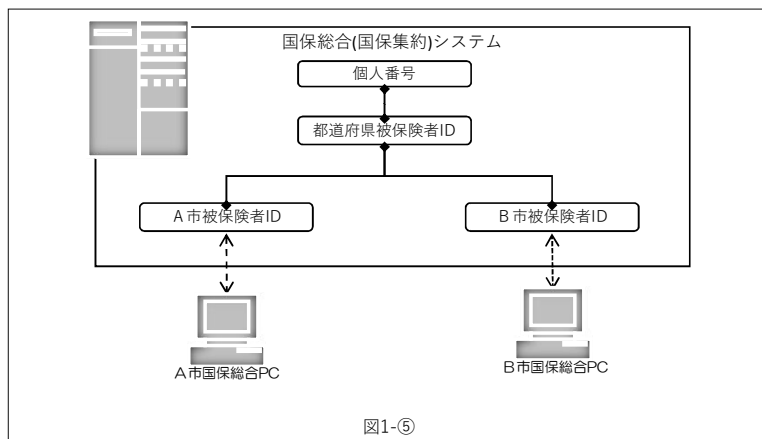 国保総合(国保集約)システム
個人番号
都道府県被保険者ID
A市被保険者ID
B市被保険者ID
A市国保総合PC
B市国保総合PC
図1-⑤